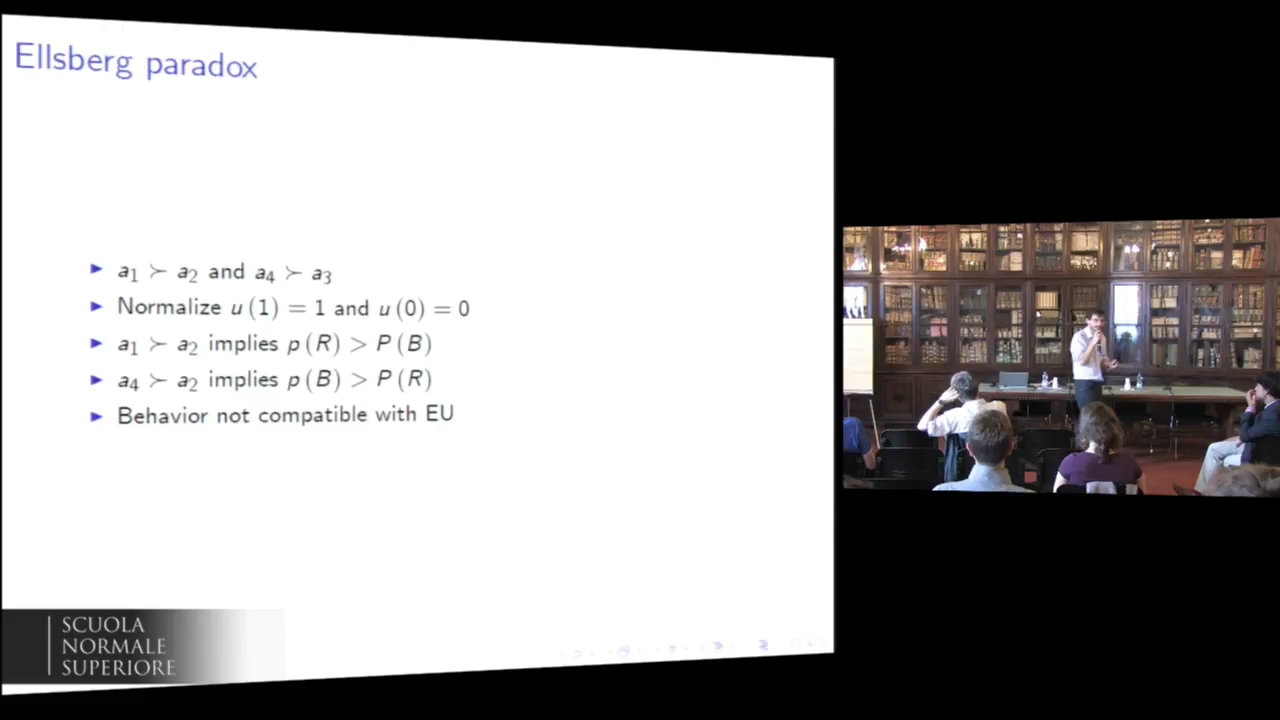 Ellsberg paradox
a₁ ≻ a₂ and a₄ ≻ a₃
Normalize u (1) = 1 and u (0) = 0
a₁ ≻ a₂ implies p (R) > P (B)
a₄ ≻ a₂ implies p (B) > P (R)
Behavior not compatible with EU
SCUOLA
NORMALE
SUPERIORE